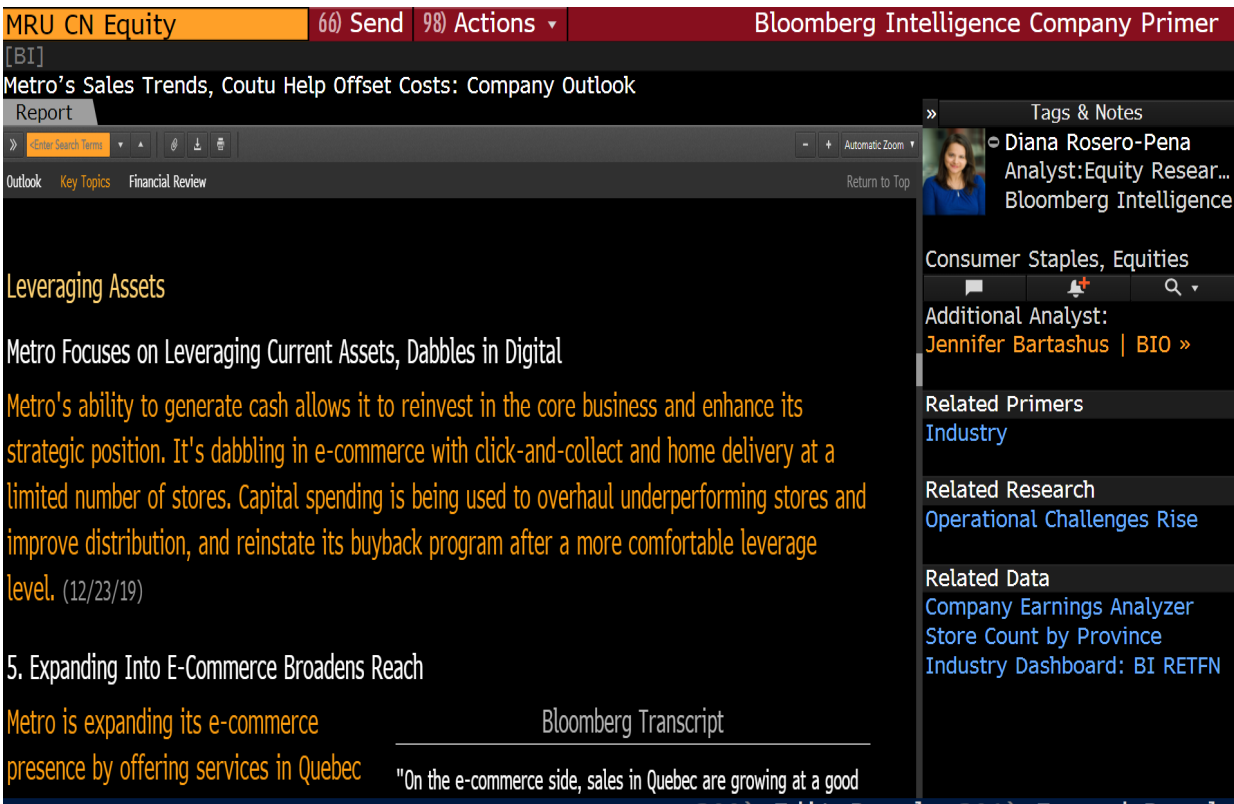 MRU CN Equity
66) Send
98) Actions
Bloomberg Intelligence Company Primer
[BI]
Metro's Sales Trends, Coutu Help Offset Costs: Company Outlook
Report
<Enter Search Terms
- + Automatic Zoom
Outlook Key Topics Financial Review
Return to Top
Leveraging Assets
Metro Focuses on Leveraging Current Assets, Dabbles in Digital
Metro's ability to generate cash allows it to reinvest in the core business and enhance its
strategic position. It's dabbling in e-commerce with click-and-collect and home delivery at a
limited number of stores. Capital spending is being used to overhaul underperforming stores and
improve distribution, and reinstate its buyback program after a more comfortable leverage
level. (12/23/19)
5. Expanding Into E-Commerce Broadens Reach
Metro is expanding its e-commerce
presence by offering services in Quebec
Bloomberg Transcript
"On the e-commerce side, sales in Quebec are growing at a good
» Tags & Notes
Diana Rosero-Pena
Analyst:Equity Resear...
Bloomberg Intelligence
Consumer Staples, Equities
Additional Analyst:
Jennifer Bartashus | BIO »
Related Primers
Industry
Related Research
Operational Challenges Rise
Related Data
Company Earnings Analyzer
Store Count by Province
Industry Dashboard: BI RETFN